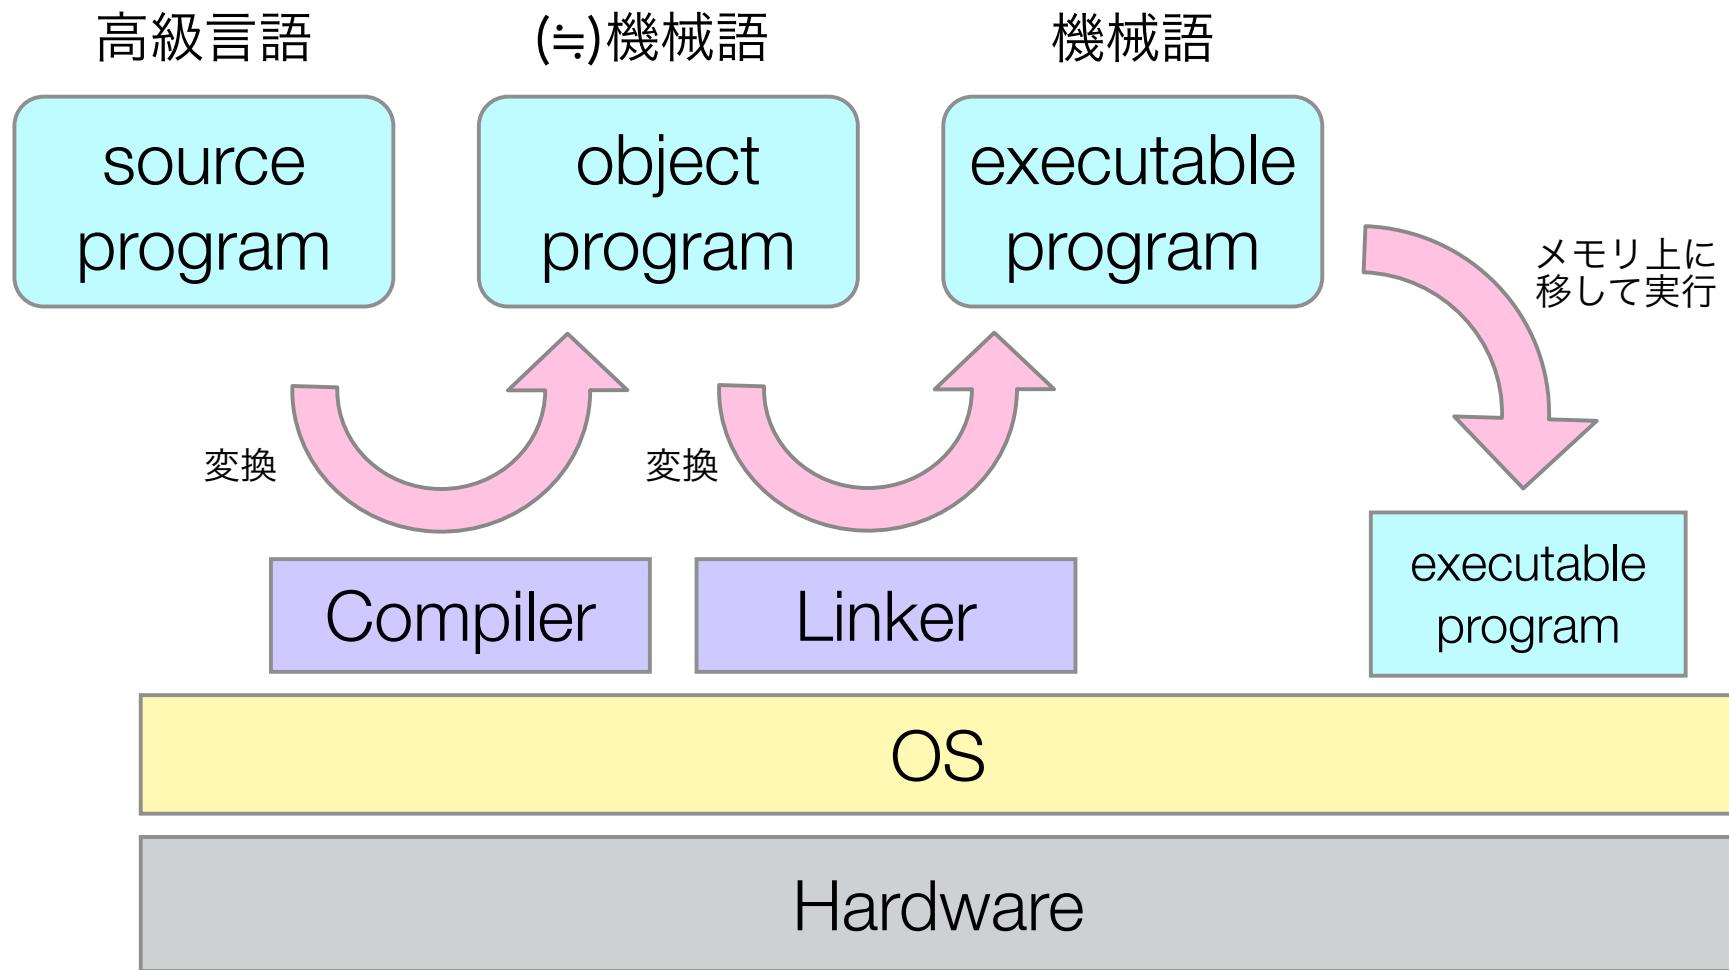 高級言語
(≒)機械語
機械語
source
program
object
program
executable
program
メモリ上に
移して実行
変換
変換
Compiler
Linker
executable
program
OS
Hardware